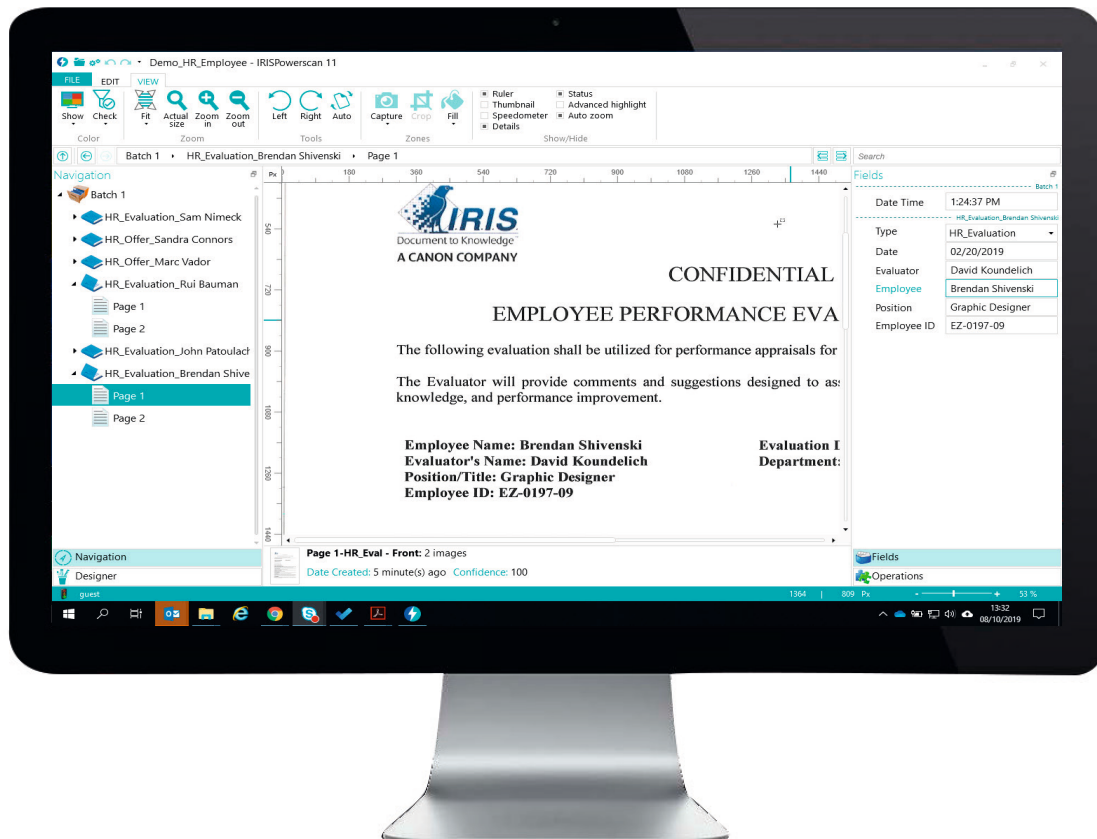 Demo_HR_Employee - IRISPowerscan 11
FILE EDIT VIEW
Show Check Fit Actual size Zoom in Zoom out Left Right Auto Capture Crop Fill
Ruler Status
Thumbnail Advanced highlight
Speedometer Auto zoom
Details
Color Zoom Tools Zones Show/Hide
Batch 1 HR_Evaluation_Brendan Shivenski Page 1 Search
Navigation
Batch 1
HR_Evaluation_Sam Nimeck
HR_Offer_Sandra Connors
HR_Offer_Marc Vador
HR_Evaluation_Rui Bauman
Page 1
Page 2
HR_Evaluation_John Patoulach
HR_Evaluation_Brendan Shive
Page 1
Page 2
Navigation
Designer
Px 180 360 540 720 900 1080 1260 1440
540
720
900
1080
1260
1440
IRIS
Document to Knowledge
A CANON COMPANY
CONFIDENTIAL
EMPLOYEE PERFORMANCE EVA
The following evaluation shall be utilized for performance appraisals for
The Evaluator will provide comments and suggestions designed to as
knowledge, and performance improvement.
Employee Name: Brendan Shivenski Evaluation
Evaluator's Name: David Koundelich Department:
Position/Title: Graphic Designer
Employee ID: EZ-0197-09
Page 1-HR_Eval - Front: 2 images
Date Created: 5 minute(s) ago Confidence: 100
Fields
Batch 1
Date Time 1:24:37 PM
HR_Evaluation_Brendan Shivenski
Type HR_Evaluation
Date 02/20/2019
Evaluator David Koundelich
Employee Brendan Shivenski
Position Graphic Designer
Employee ID EZ-0197-09
Fields
Operations
guest 1364 | 809 Px - + 53 %
13:32
08/10/2019